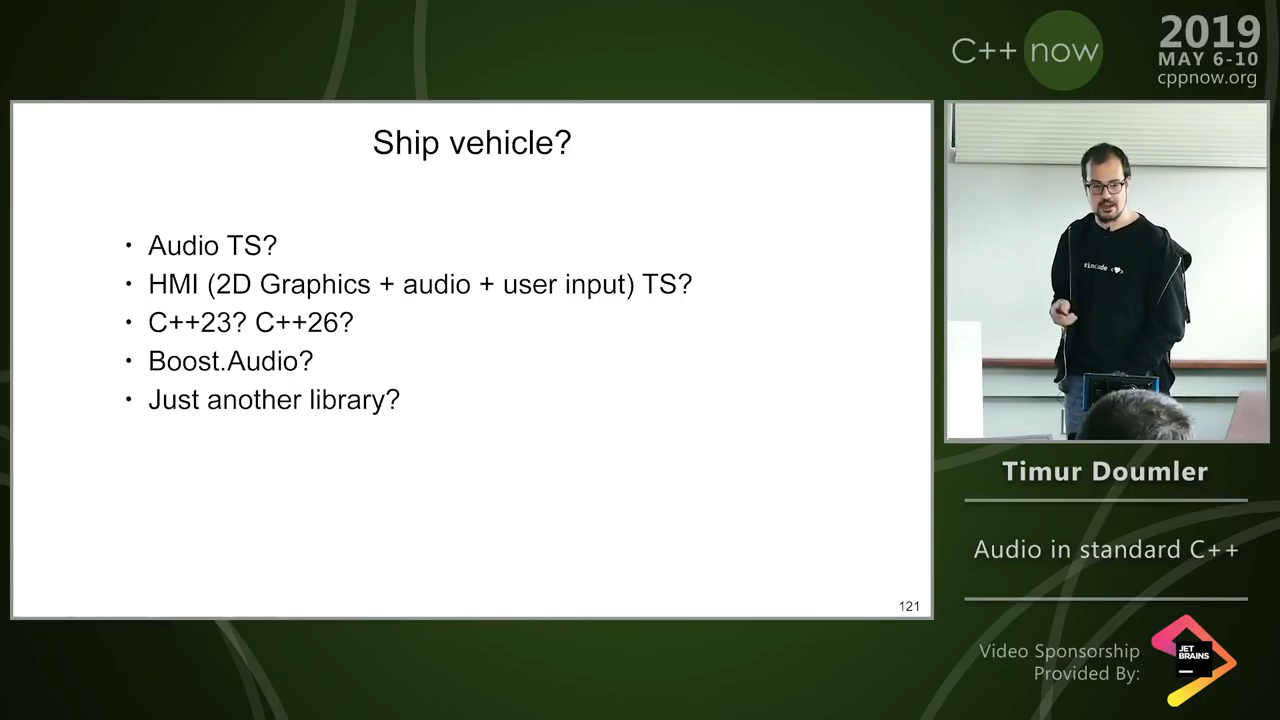 C++ now
2019
MAY 6-10
cppnow.org
Ship vehicle?
• Audio TS?
• HMI (2D Graphics + audio + user input) TS?
• C++23? C++26?
• Boost.Audio?
• Just another library?
121
#include <♥>
Timur Doumler
Audio in standard C++
Video Sponsorship
Provided By:
JET
BRAINS